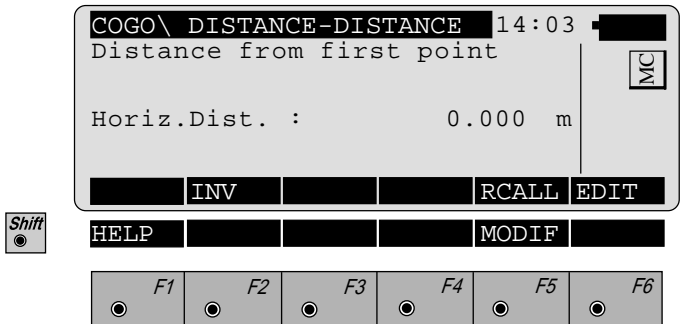 COGO\ DISTANCE-DISTANCE 14:03
Distance from first point
MC
Horiz.Dist. : 0.000 m
INV RCALL EDIT
Shift
HELP MODIF
F1 F2 F3 F4 F5 F6